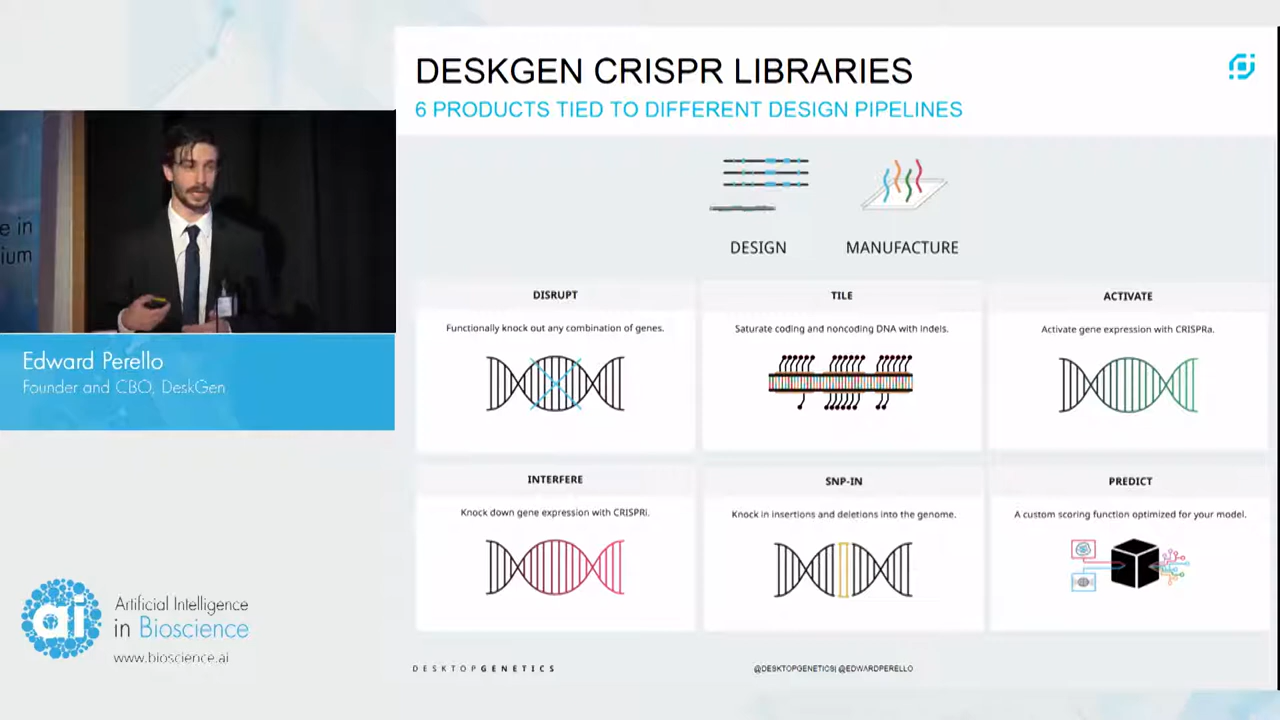 DESKGEN CRISPR LIBRARIES
6 PRODUCTS TIED TO DIFFERENT DESIGN PIPELINES
DESIGN
MANUFACTURE
DISRUPT
Functionally knock out any combination of genes.
TILE
Saturate coding and noncoding DNA with indels.
ACTIVATE
Activate gene expression with CRISPRa.
INTERFERE
Knock down gene expression with CRISPRi.
SNP-IN
Knock in insertions and deletions into the genome.
PREDICT
A custom scoring function optimized for your model.
DESKTOPGENETICS
@DESKTOPGENETICS| @EDWARDPERELLO
e in
ium
Edward Perello
Founder and CBO, DeskGen
ai
Artificial Intelligence
in Bioscience
www.bioscience.ai